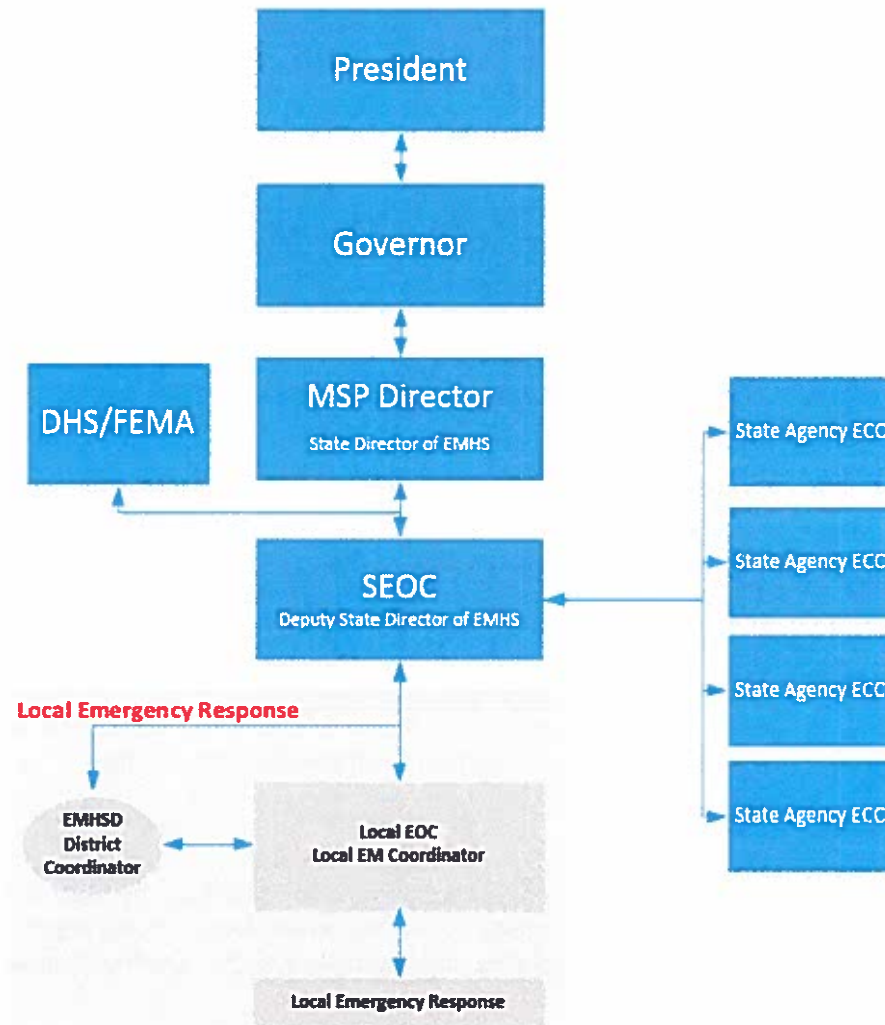 President
Governor
MSP Director
State Director of EMHS
DHS/FEMA
State Agency ECC
SEOC
Deputy State Director of EMHS
State Agency ECC
State Agency ECC
State Agency ECC
Local Emergency Response
EMHSD
District
Coordinator
Local EOC
Local EM Coordinator
Local Emergency Response